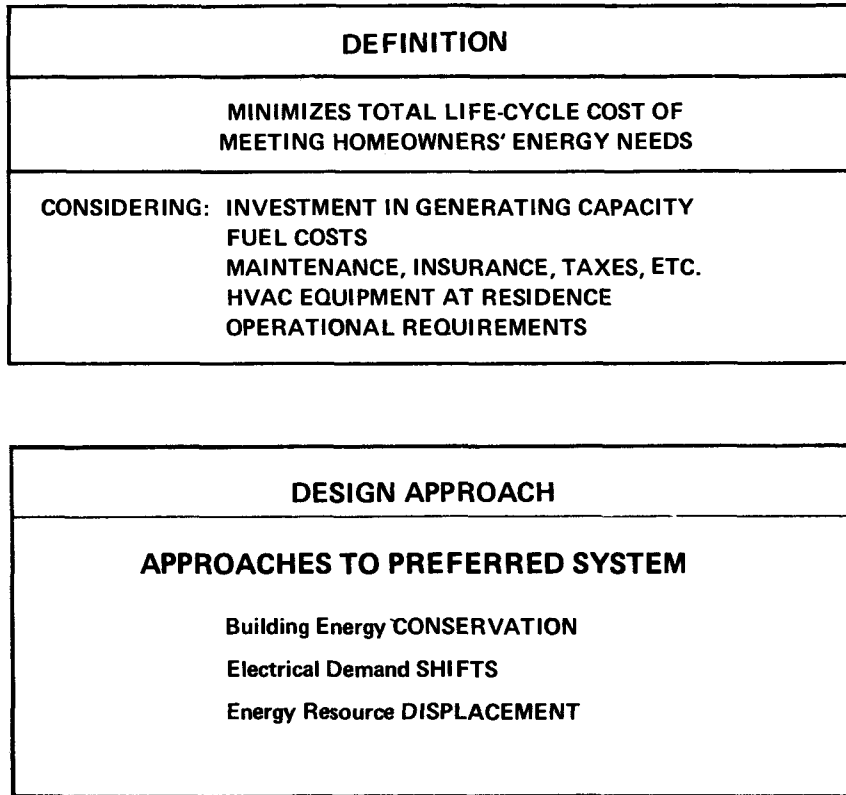 DEFINITION
MINIMIZES TOTAL LIFE-CYCLE COST OF
MEETING HOMEOWNERS' ENERGY NEEDS
CONSIDERING: INVESTMENT IN GENERATING CAPACITY
FUEL COSTS
MAINTENANCE, INSURANCE, TAXES, ETC.
HVAC EQUIPMENT AT RESIDENCE
OPERATIONAL REQUIREMENTS
DESIGN APPROACH
APPROACHES TO PREFERRED SYSTEM
Building Energy CONSERVATION
Electrical Demand SHIFTS
Energy Resource DISPLACEMENT